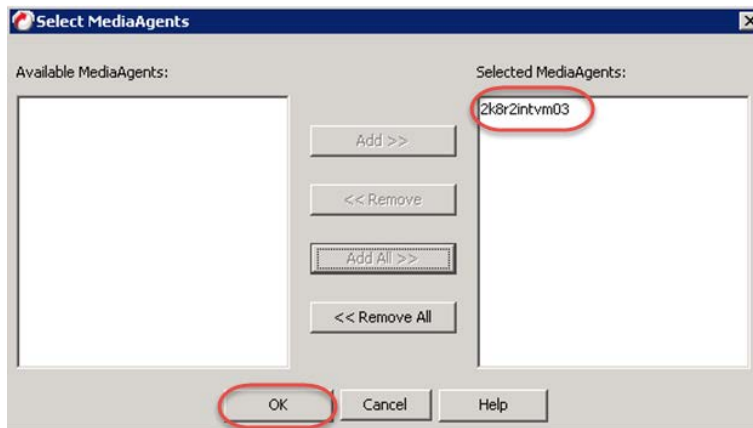 Select MediaAgents
Available MediaAgents:
Selected MediaAgents:
2k8r2intvm03
Add >>
<< Remove
Add All >>
<< Remove All
OK
Cancel
Help